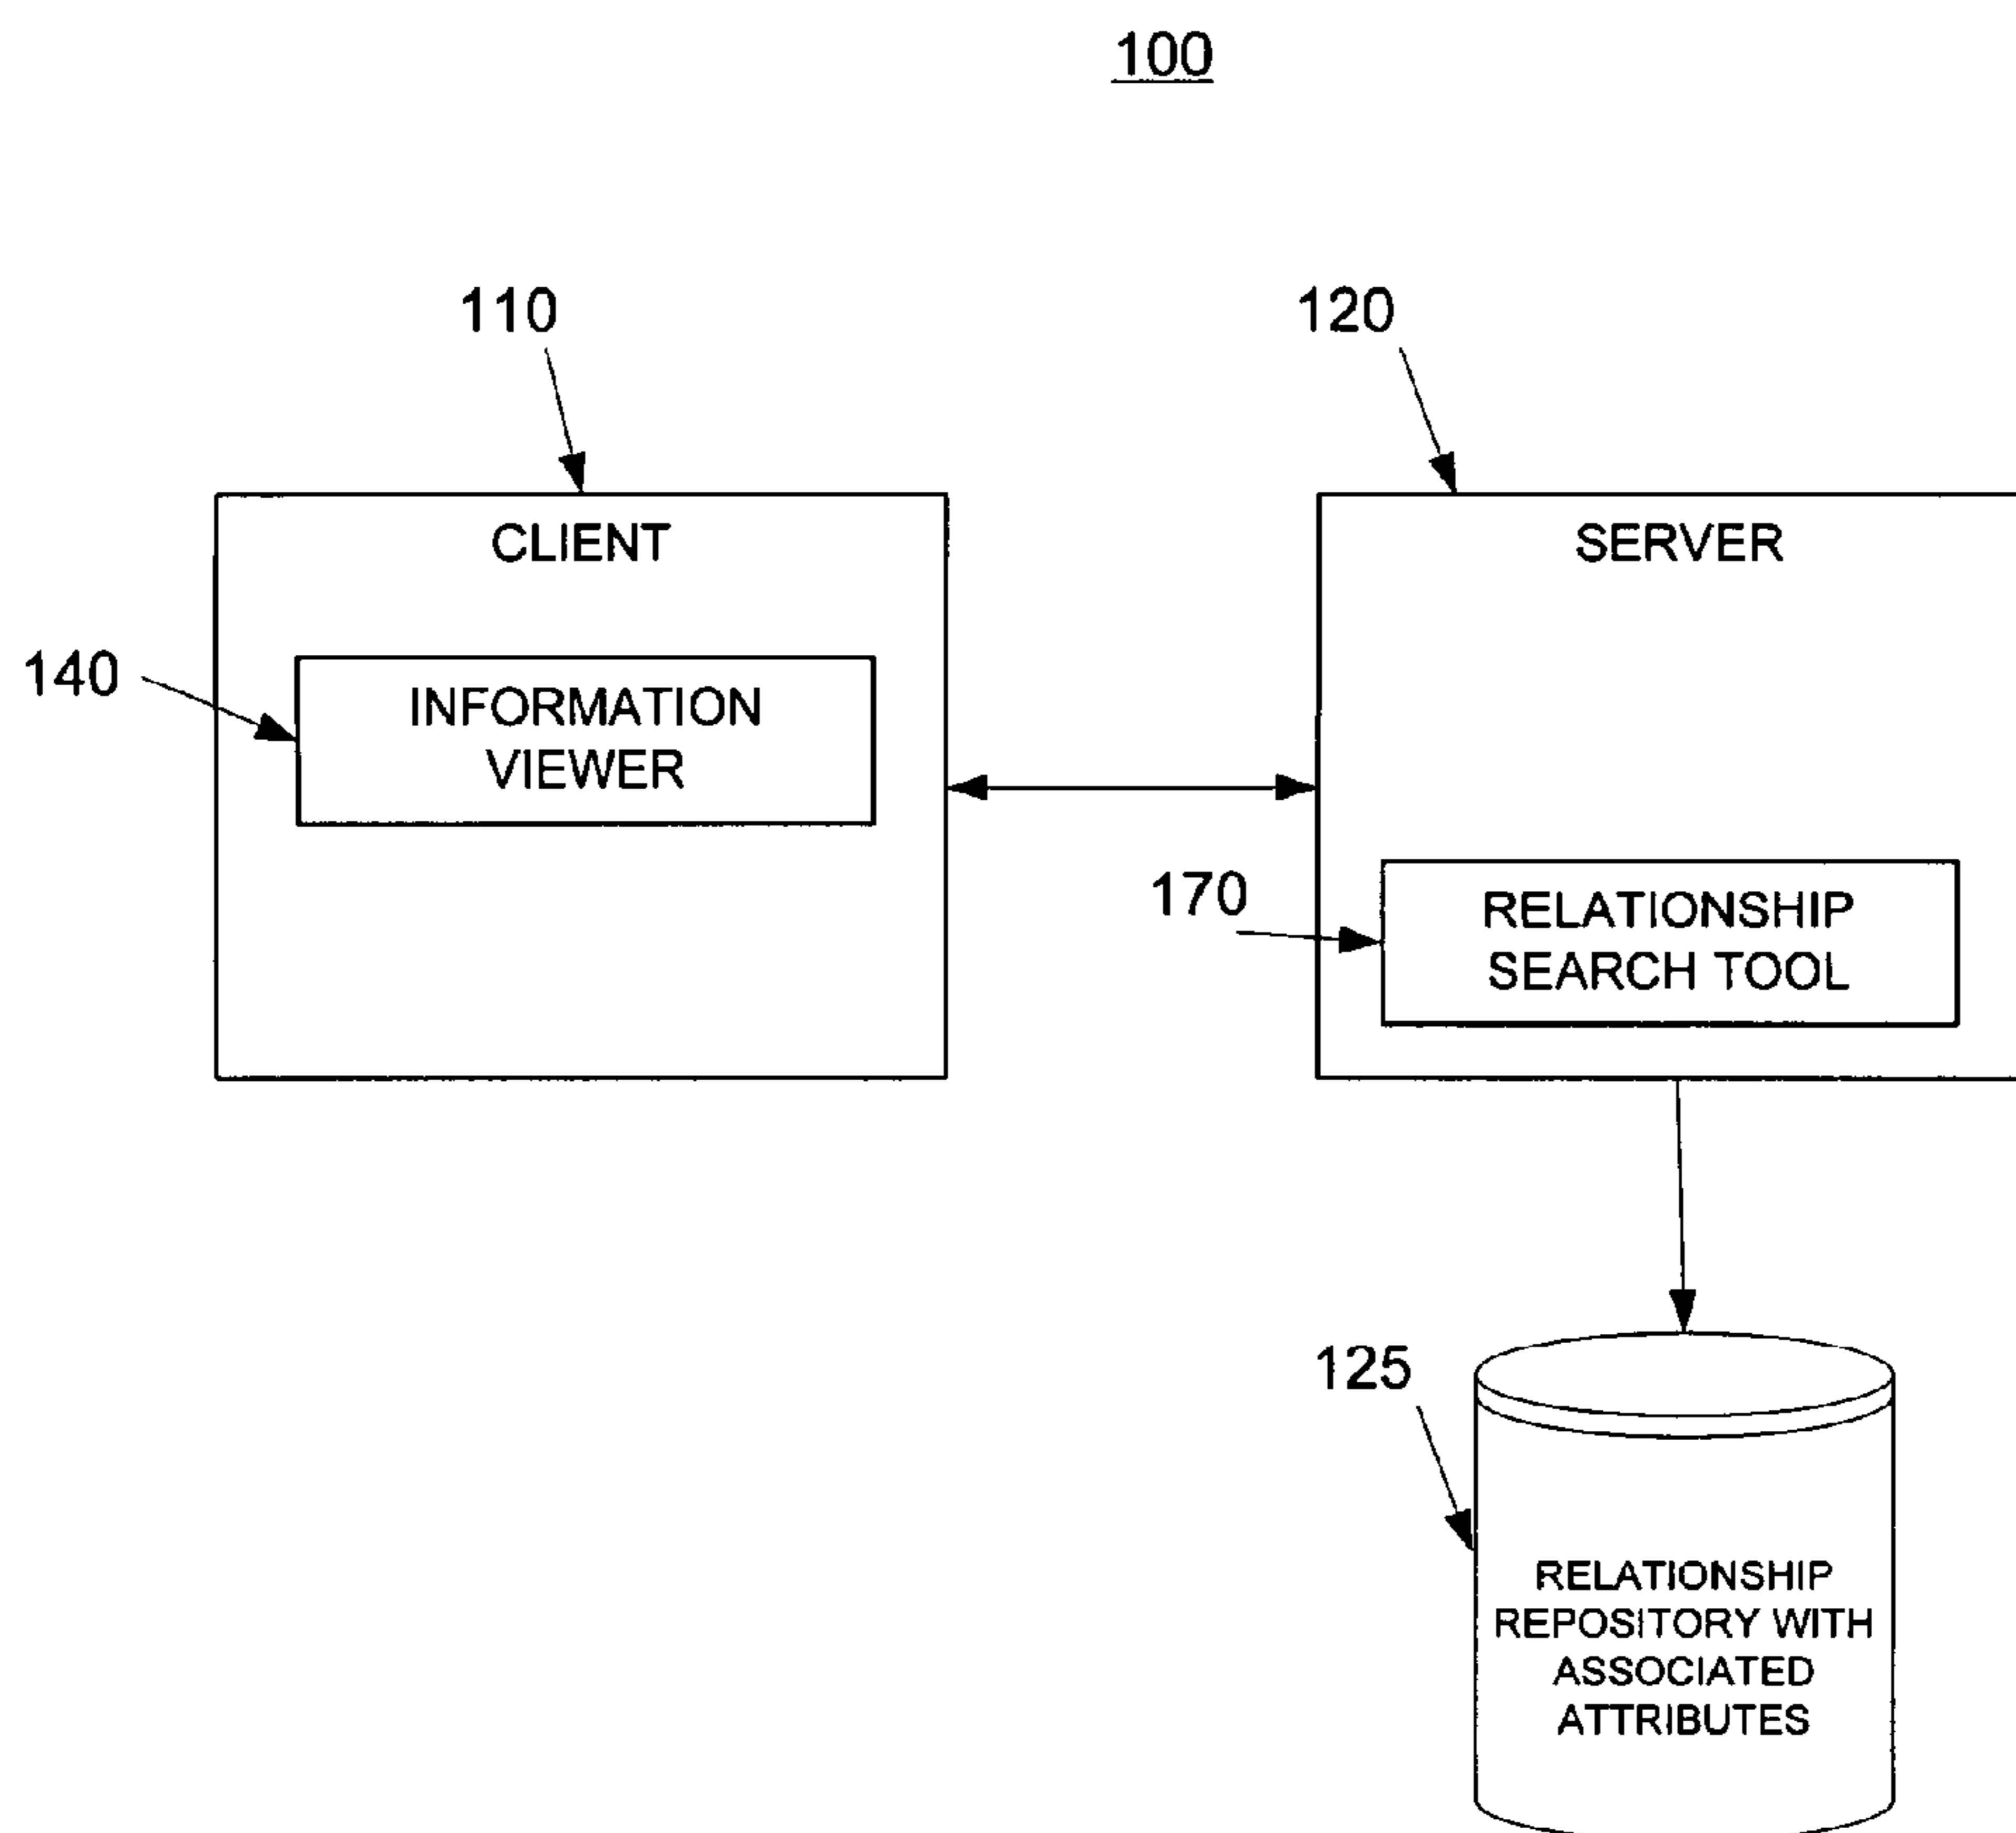 100
110
120
CLIENT
SERVER
140
INFORMATION
VIEWER
170
RELATIONSHIP
SEARCH TOOL
125
RELATIONSHIP
REPOSITORY WITH
ASSOCIATED
ATTRIBUTES